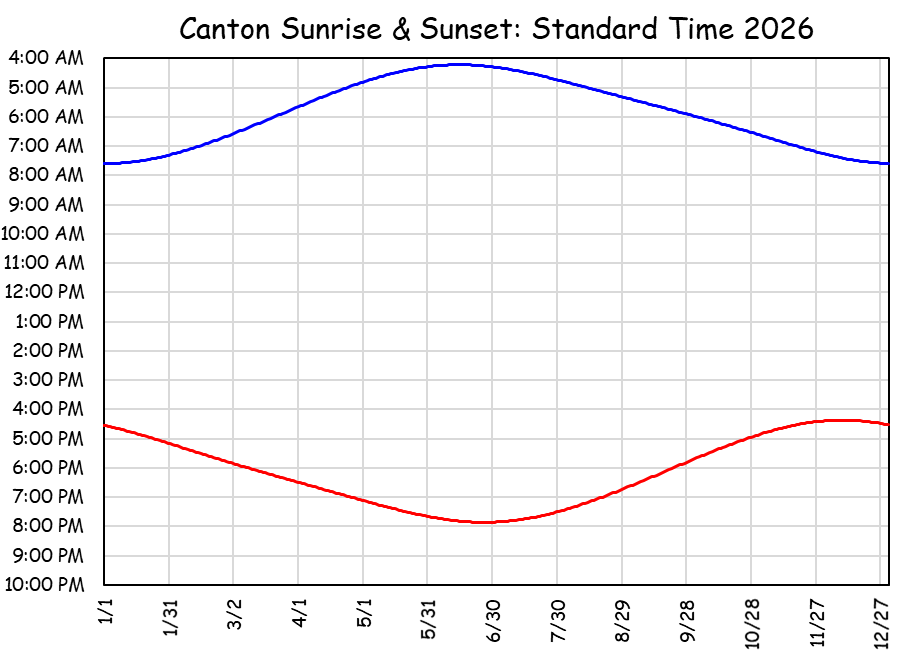 Canton Sunrise & Sunset: Standard Time 2026
4:00 AM
5:00 AM
6:00 AM
7:00 AM
8:00 AM
9:00 AM
10:00 AM
11:00 AM
12:00 PM
1:00 PM
2:00 PM
3:00 PM
4:00 PM
5:00 PM
6:00 PM
7:00 PM
8:00 PM
9:00 PM
10:00 PM
1/1
1/31
3/2
4/1
5/1
5/31
6/30
7/30
8/29
9/28
10/28
11/27
12/27